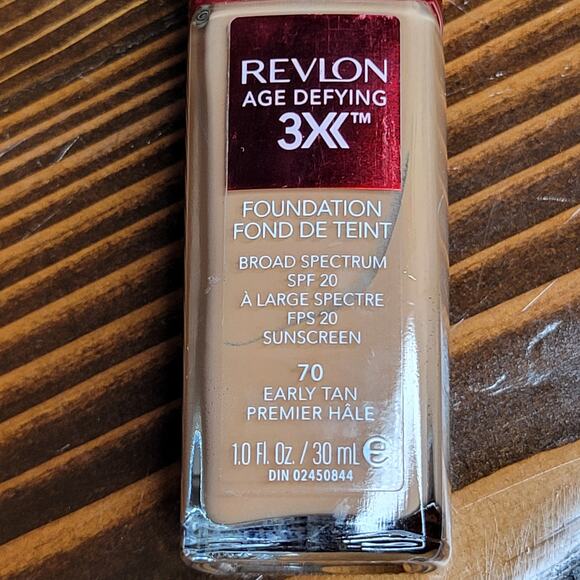 REVLON
AGE DEFYING
3X™
FOUNDATION
FOND DE TEINT
BROAD SPECTRUM
SPF 20
À LARGE SPECTRE
FPS 20
SUNSCREEN
70
EARLY TAN
PREMIER HÂLE
1.0 Fl. Oz. / 30 mL ℮
DIN 02450844